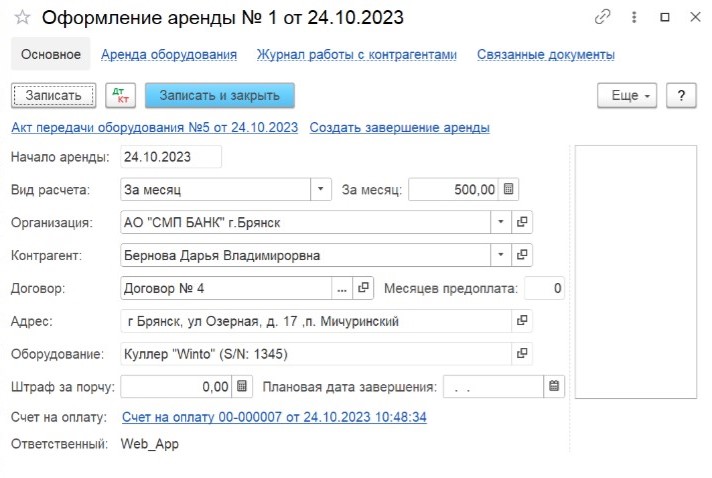 Оформление аренды № 1 от 24.10.2023
Основное Аренда оборудования Журнал работы с контрагентами Связанные документы
Записать Дт Кт Записать и закрыть Еще ?
Акт передачи оборудования №5 от 24.10.2023 Создать завершение аренды
Начало аренды: 24.10.2023
Вид расчета: За месяц За месяц: 500,00
Организация: АО "СМП БАНК" г.Брянск
Контрагент: Бернова Дарья Владимировна
Договор: Договор № 4 ... Месяцев предоплата: 0
Адрес: г Брянск, ул Озерная, д. 17 ,п. Мичуринский
Оборудование: Куллер "Winto" (S/N: 1345)
Штраф за порчу: 0,00 Плановая дата завершения: . .
Счет на оплату: Счет на оплату 00-000007 от 24.10.2023 10:48:34
Ответственный: Web_App